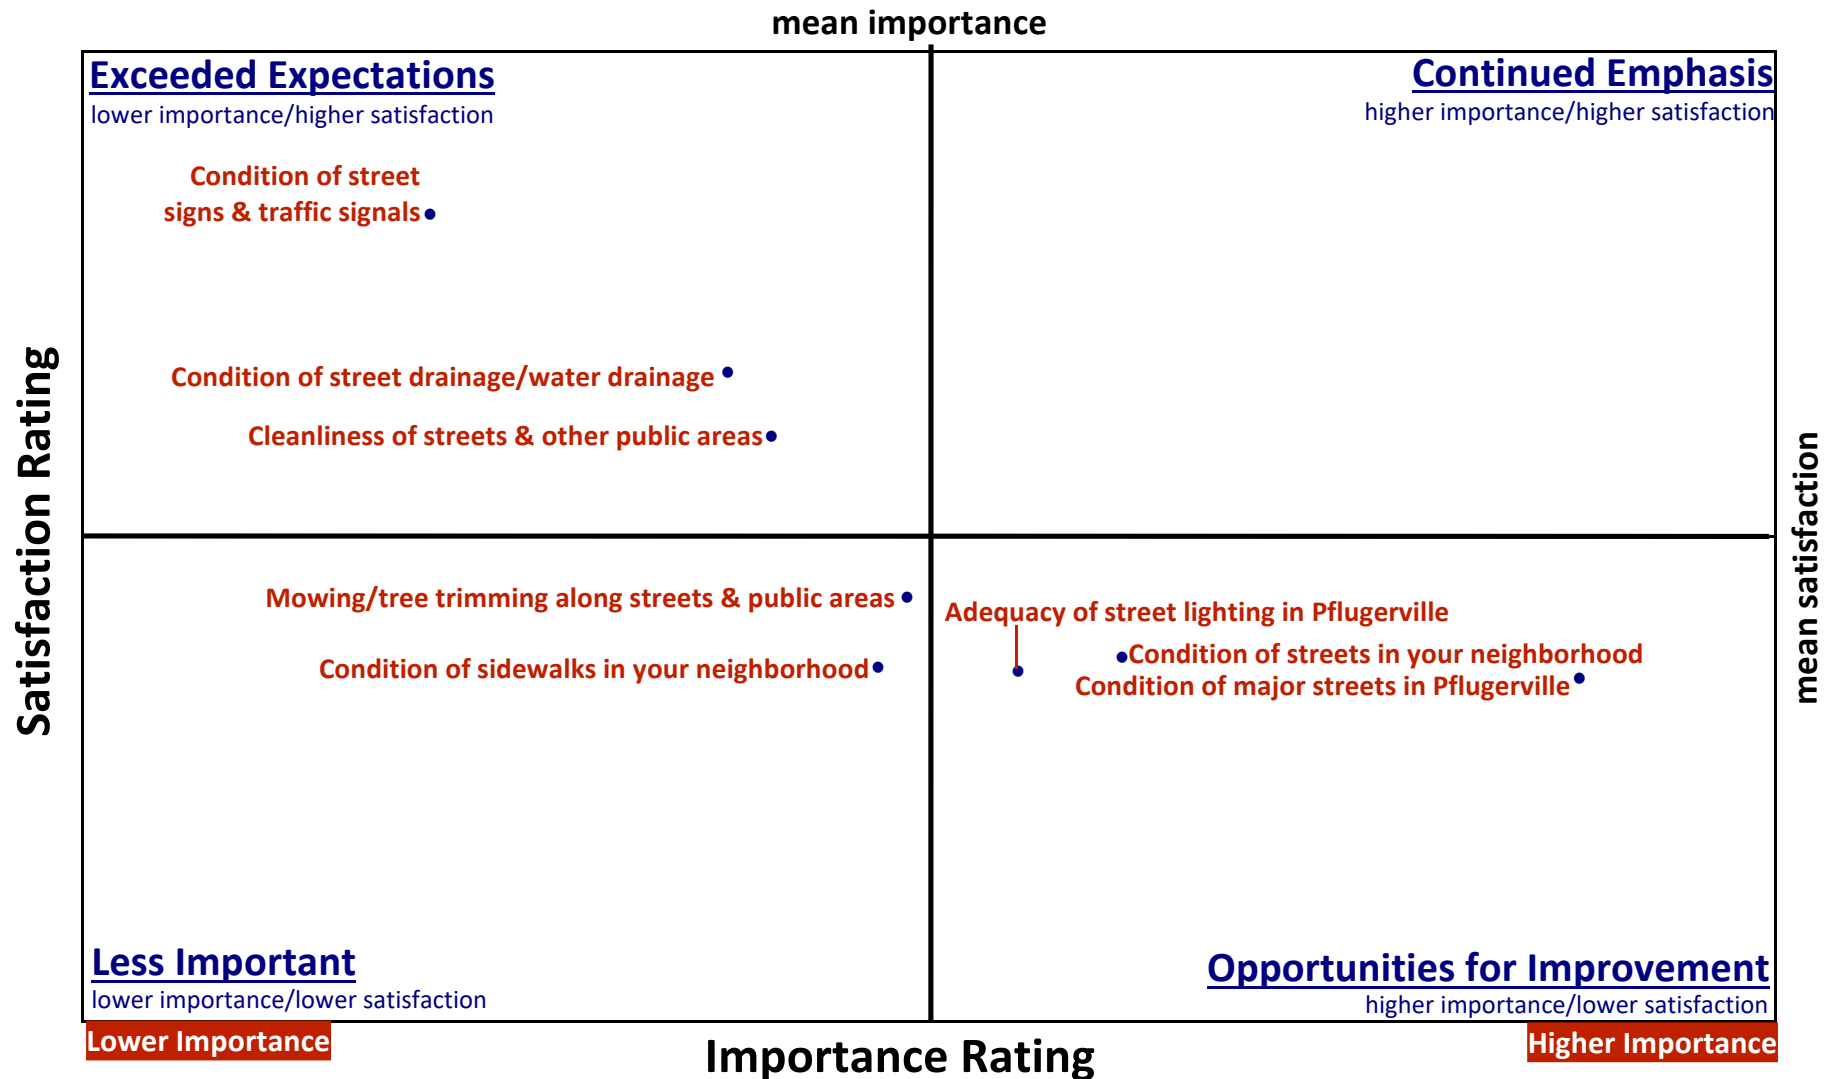 mean importance
Exceeded Expectations
lower importance/higher satisfaction
Continued Emphasis
higher importance/higher satisfaction
Condition of street
signs & traffic signals
Condition of street drainage/water drainage
Cleanliness of streets & other public areas
Satisfaction Rating
mean satisfaction
Mowing/tree trimming along streets & public areas
Adequacy of street lighting in Pflugerville
Condition of sidewalks in your neighborhood
Condition of streets in your neighborhood
Condition of major streets in Pflugerville
Less Important
lower importance/lower satisfaction
Opportunities for Improvement
higher importance/lower satisfaction
Lower Importance
Importance Rating
Higher Importance